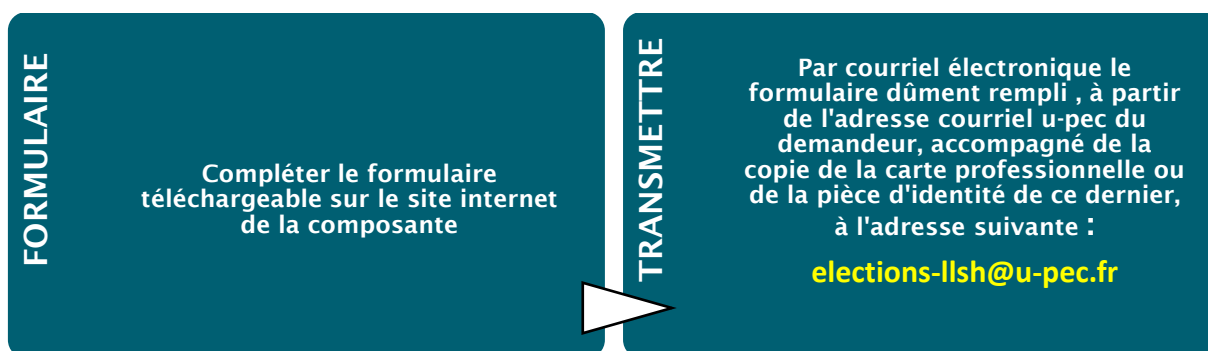 FORMULAIRE
Compléter le formulaire
téléchargeable sur le site internet
de la composante
TRANSMETTRE
Par courriel électronique le
formulaire dûment rempli , à partir
de l'adresse courriel u-pec du
demandeur, accompagné de la
copie de la carte professionnelle ou
de la pièce d'identité de ce dernier,
à l'adresse suivante :
elections-llsh@u-pec.fr